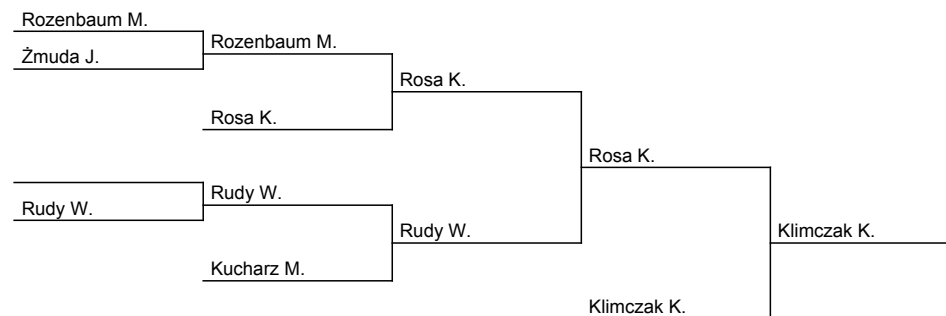 Rozenbaum M.
Rozenbaum M.
Żmuda J.
Rosa K.
Rosa K.
Rosa K.
Rudy W.
Rudy W.
Rudy W.
Klimczak K.
Kucharz M.
Klimczak K.